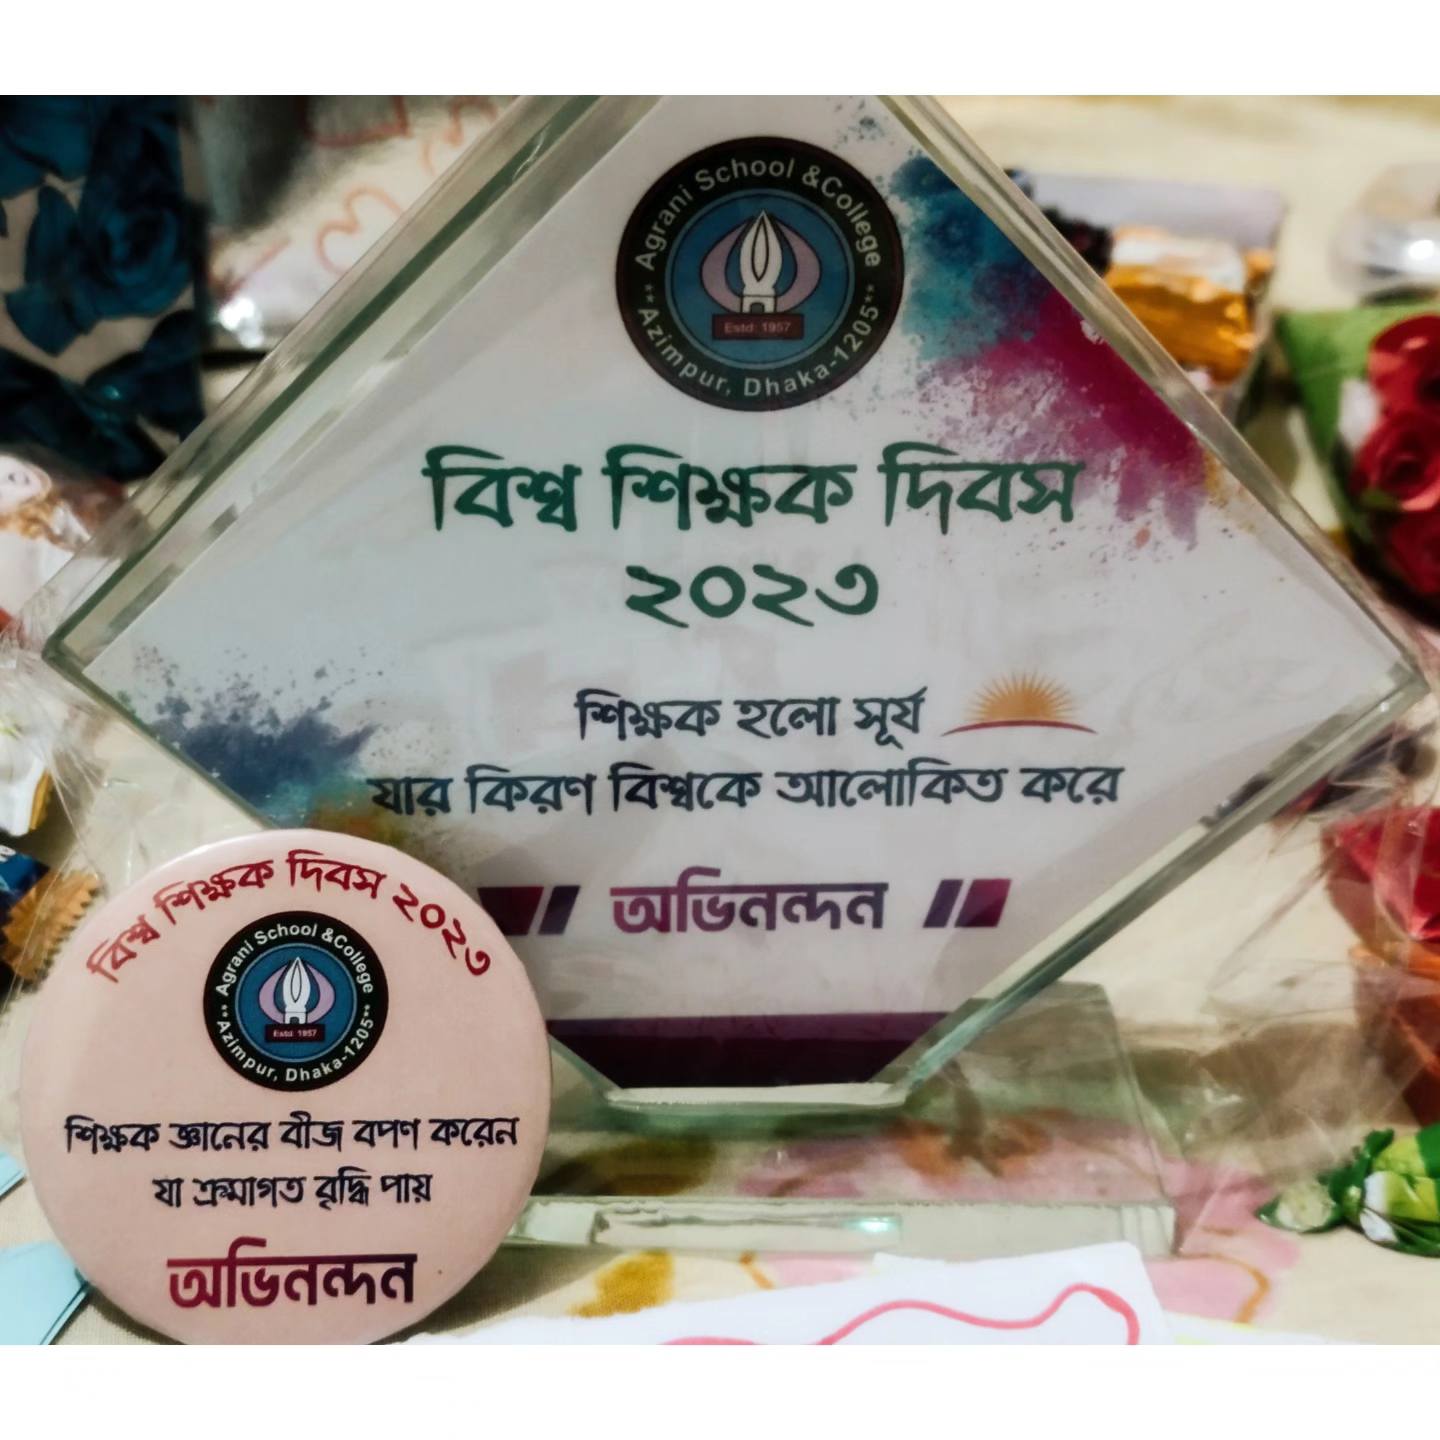 Agrani School &College
Estd: 1957
**Azimpur, Dhaka-1205**
বিশ্ব শিক্ষক দিবস
২০২৩
শিক্ষক হলো সূর্য
যার কিরণ বিশ্বকে আলোকিত করে
অভিনন্দন
বিশ্ব শিক্ষক দিবস ২০২৩
Agrani School &College
Estd: 1957
**Azimpur, Dhaka-1205**
শিক্ষক জ্ঞানের বীজ বপণ করেন
যা ক্রমাগত বৃদ্ধি পায়
অভিনন্দন